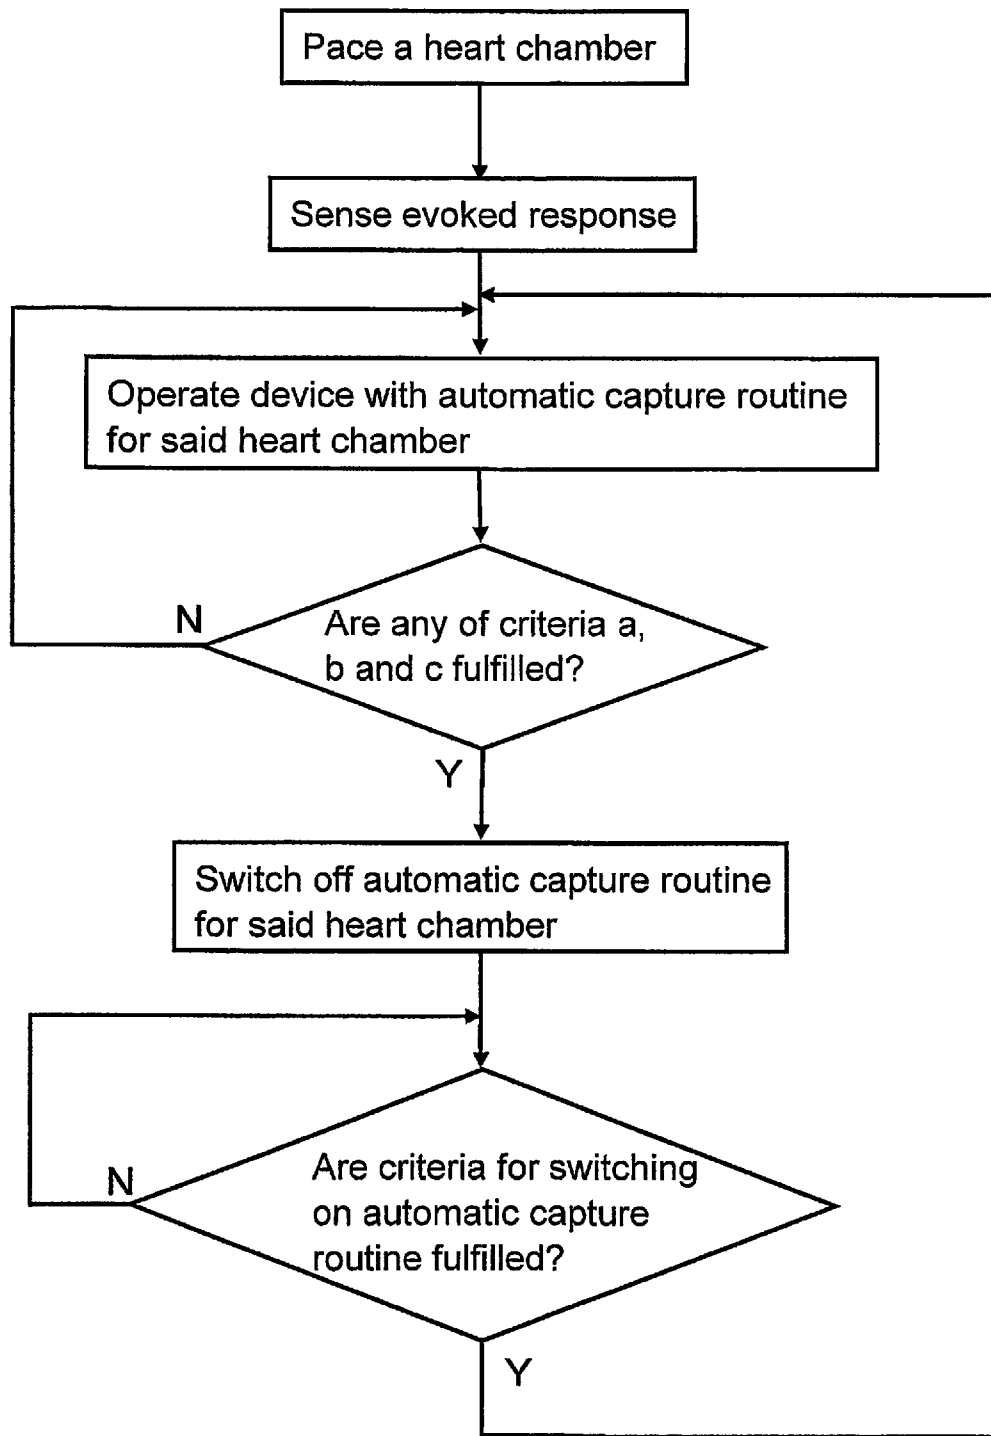 Pace a heart chamber
Sense evoked response
Operate device with automatic capture routine
for said heart chamber
N
Are any of criteria a,
b and c fulfilled?
Y
Switch off automatic capture routine
for said heart chamber
N
Are criteria for switching
on automatic capture
routine fulfilled?
Y